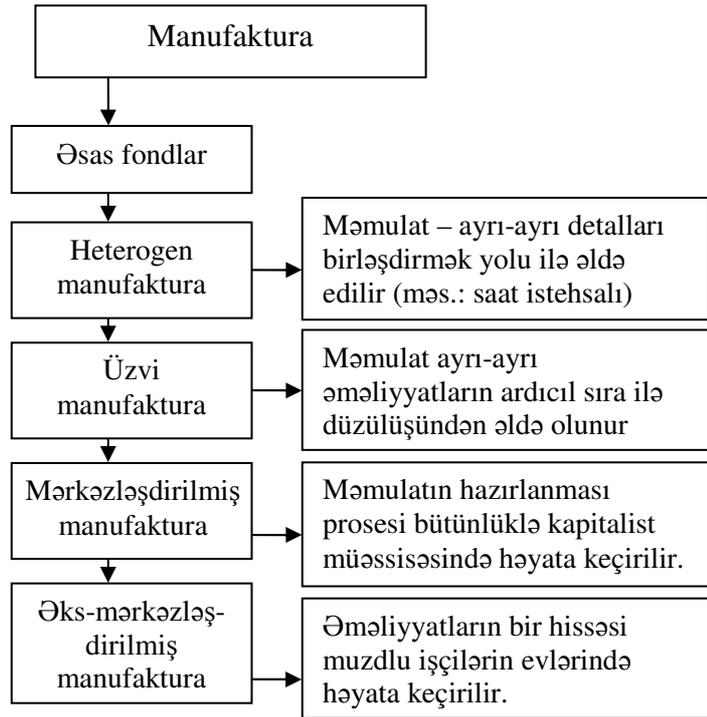 Manufaktura
Əsas fondlar
Heterogen
manufaktura
Məmulat – ayrı-ayrı detalları
birləşdirmək yolu ilə əldə
edilir (məs.: saat istehsalı)
Üzvi
manufaktura
Məmulat ayrı-ayrı
əməliyyatların ardıcıl sıra ilə
düzülüşündən əldə olunur
Mərkəzləşdirilmiş
manufaktura
Məmulatın hazırlanması
prosesi bütünlüklə kapitalist
müəssisəsində həyata keçirilir.
Əks-mərkəzləş-
dirilmiş
manufaktura
Əməliyyatların bir hissəsi
muzdlu işçilərin evlərində
həyata keçirilir.